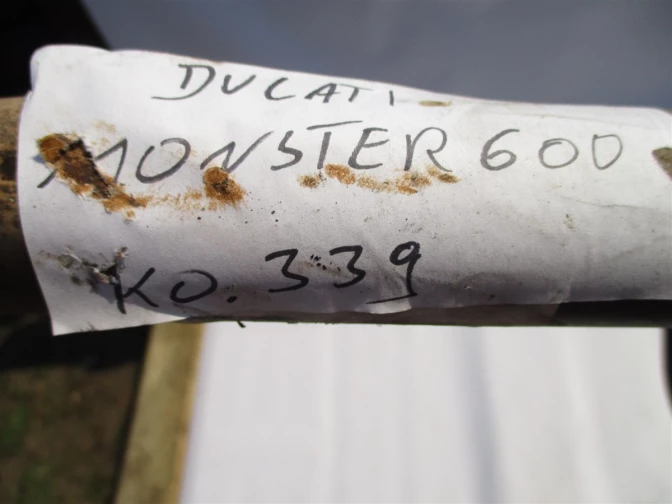 DUCATI
MONSTER 600
KO. 339